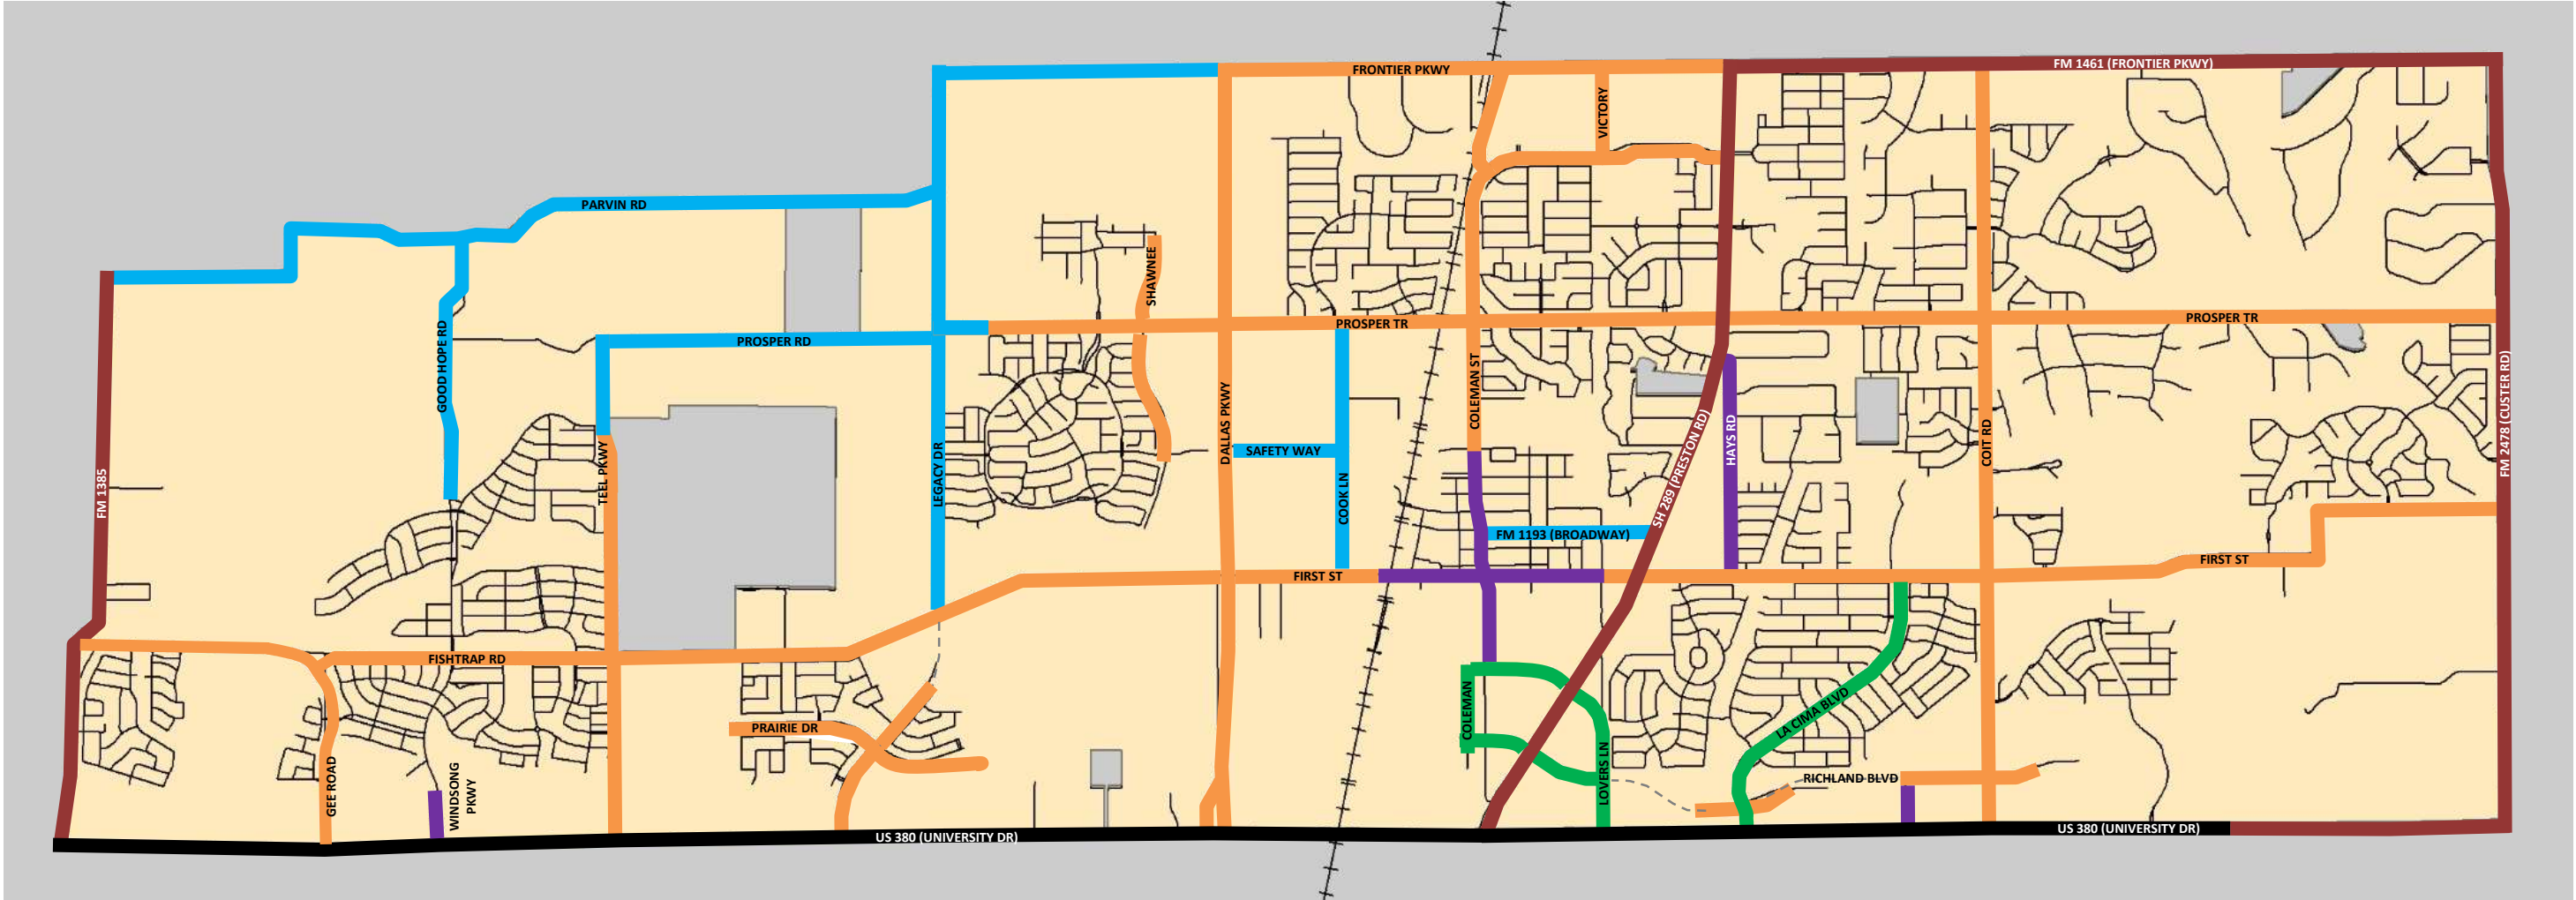 FRONTIER PKWY
FM 1461 (FRONTIER PKWY)
VICTORY
PARVIN RD
SHAWNEE
PROSPER TR
PROSPER TR
PROSPER RD
GOOD HOPE RD
COLEMAN ST
DALLAS PKWY
HAYS RD
COIT RD
FM 2478 (CUSTER RD)
FM 1385
TEEL PKWY
LEGACY DR
SAFETY WAY
COOK LN
SH 289 (PRESTON RD)
FM 1193 (BROADWAY)
FIRST ST
FIRST ST
FISHTRAP RD
COLEMAN
LA CIMA BLVD
PRAIRIE DR
GEE ROAD
WINDSONG
PKWY
LOVERS LN
RICHLAND BLVD
US 380 (UNIVERSITY DR)
US 380 (UNIVERSITY DR)